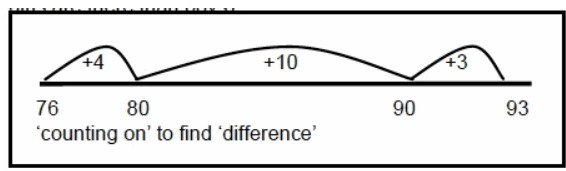 +4 +10 +3
76 80 90 93
‘counting on’ to find ‘difference’